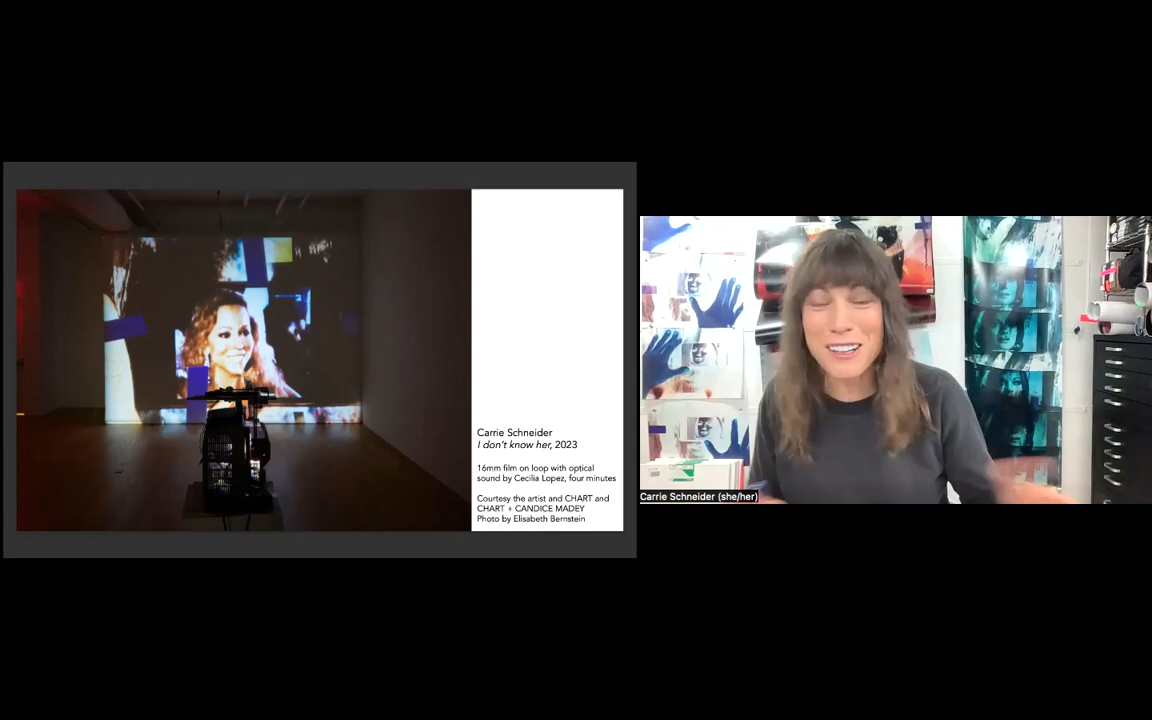 Carrie Schneider
I don't know her, 2023
16mm film on loop with optical
sound by Cecilia Lopez, four minutes
Courtesy the artist and CHART and
CHART + CANDICE MADEY
Photo by Elisabeth Bernstein
Carrie Schneider (she/her)